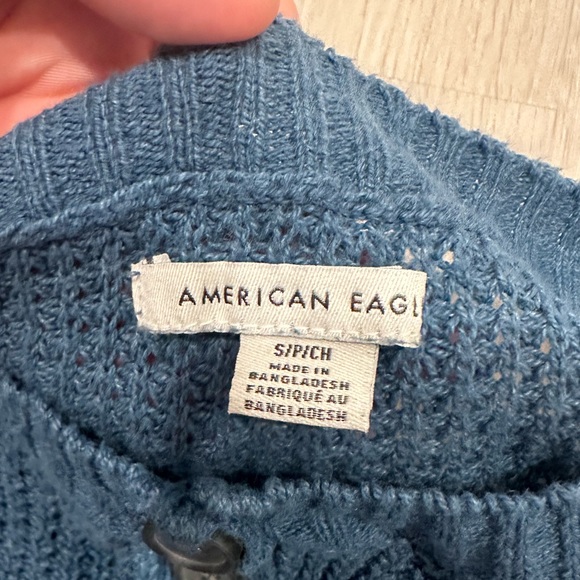 AMERICAN EAGL
S/P/CH
MADE IN
BANGLADESH
FABRIQUÉ AU
BANGLADESH